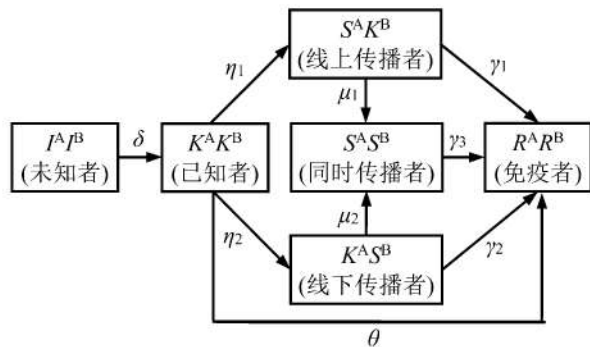 S^A K^B
(线上传播者)
η1
γ1
μ1
I^A I^B
(未知者)
δ
K^A K^B
(已知者)
S^A S^B
(同时传播者)
γ3
R^A R^B
(免疫者)
μ2
η2
K^A S^B
(线下传播者)
γ2
θ